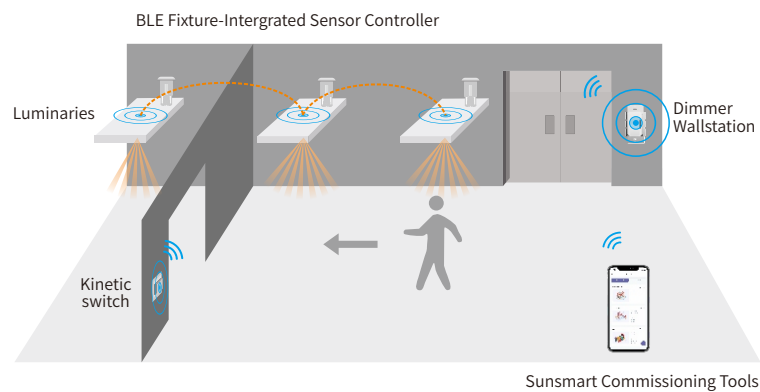 BLE Fixture-Intergrated Sensor Controller
Luminaries
Dimmer
Wallstation
Kinetic
switch
Sunsmart Commissioning Tools